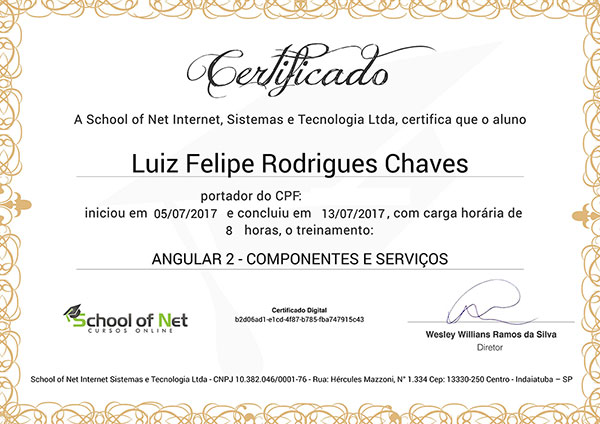 Certificado
A School of Net Internet, Sistemas e Tecnologia Ltda, certifica que o aluno
Luiz Felipe Rodrigues Chaves
portador do CPF:
iniciou em 05/07/2017 e concluiu em 13/07/2017, com carga horária de
8 horas, o treinamento:
ANGULAR 2 - COMPONENTES E SERVIÇOS
School of Net
CURSOS ONLINE
Certificado Digital
b2d06ad1-e1cd-4f87-b785-fba747915c43
Wesley Willians Ramos da Silva
Diretor
School of Net Internet Sistemas e Tecnologia Ltda - CNPJ 10.382.046/0001-76 - Rua: Hércules Mazzoni, N° 1.334 Cep: 13330-250 Centro - Indaiatuba – SP